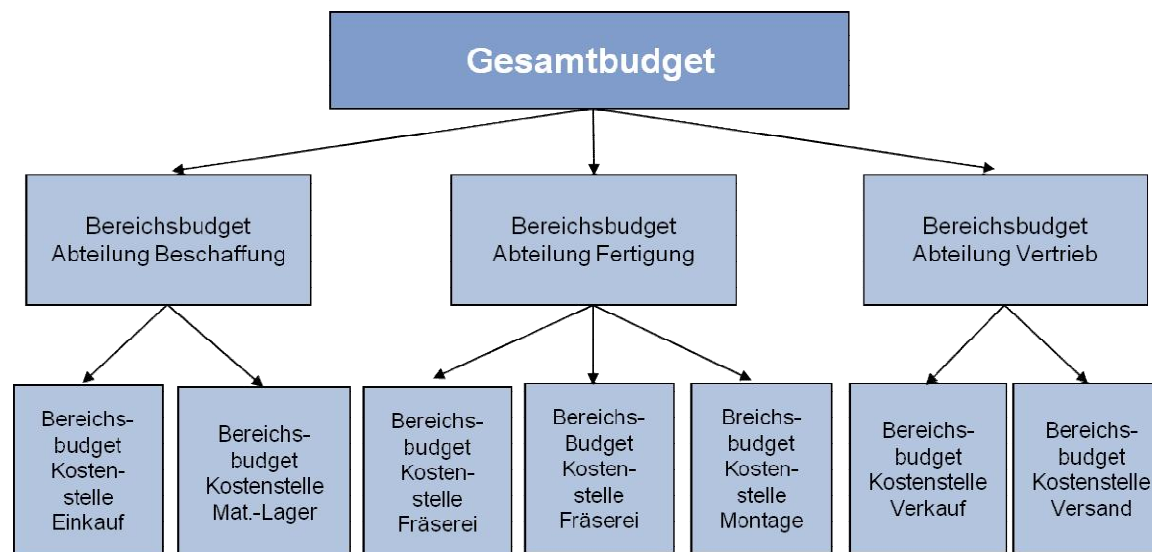 Gesamtbudget
Bereichsbudget
Abteilung Beschaffung
Bereichsbudget
Abteilung Fertigung
Bereichsbudget
Abteilung Vertrieb
Bereichs-
budget
Kosten-
stelle
Einkauf
Bereichs-
budget
Kostenstelle
Mat.-Lager
Bereichs-
budget
Kosten-
stelle
Fräserei
Bereichs-
Budget
Kosten-
stelle
Fräserei
Breichs-
budget
Kosten-
stelle
Montage
Bereichs-
budget
Kostenstelle
Verkauf
Bereichs-
budget
Kostenstelle
Versand